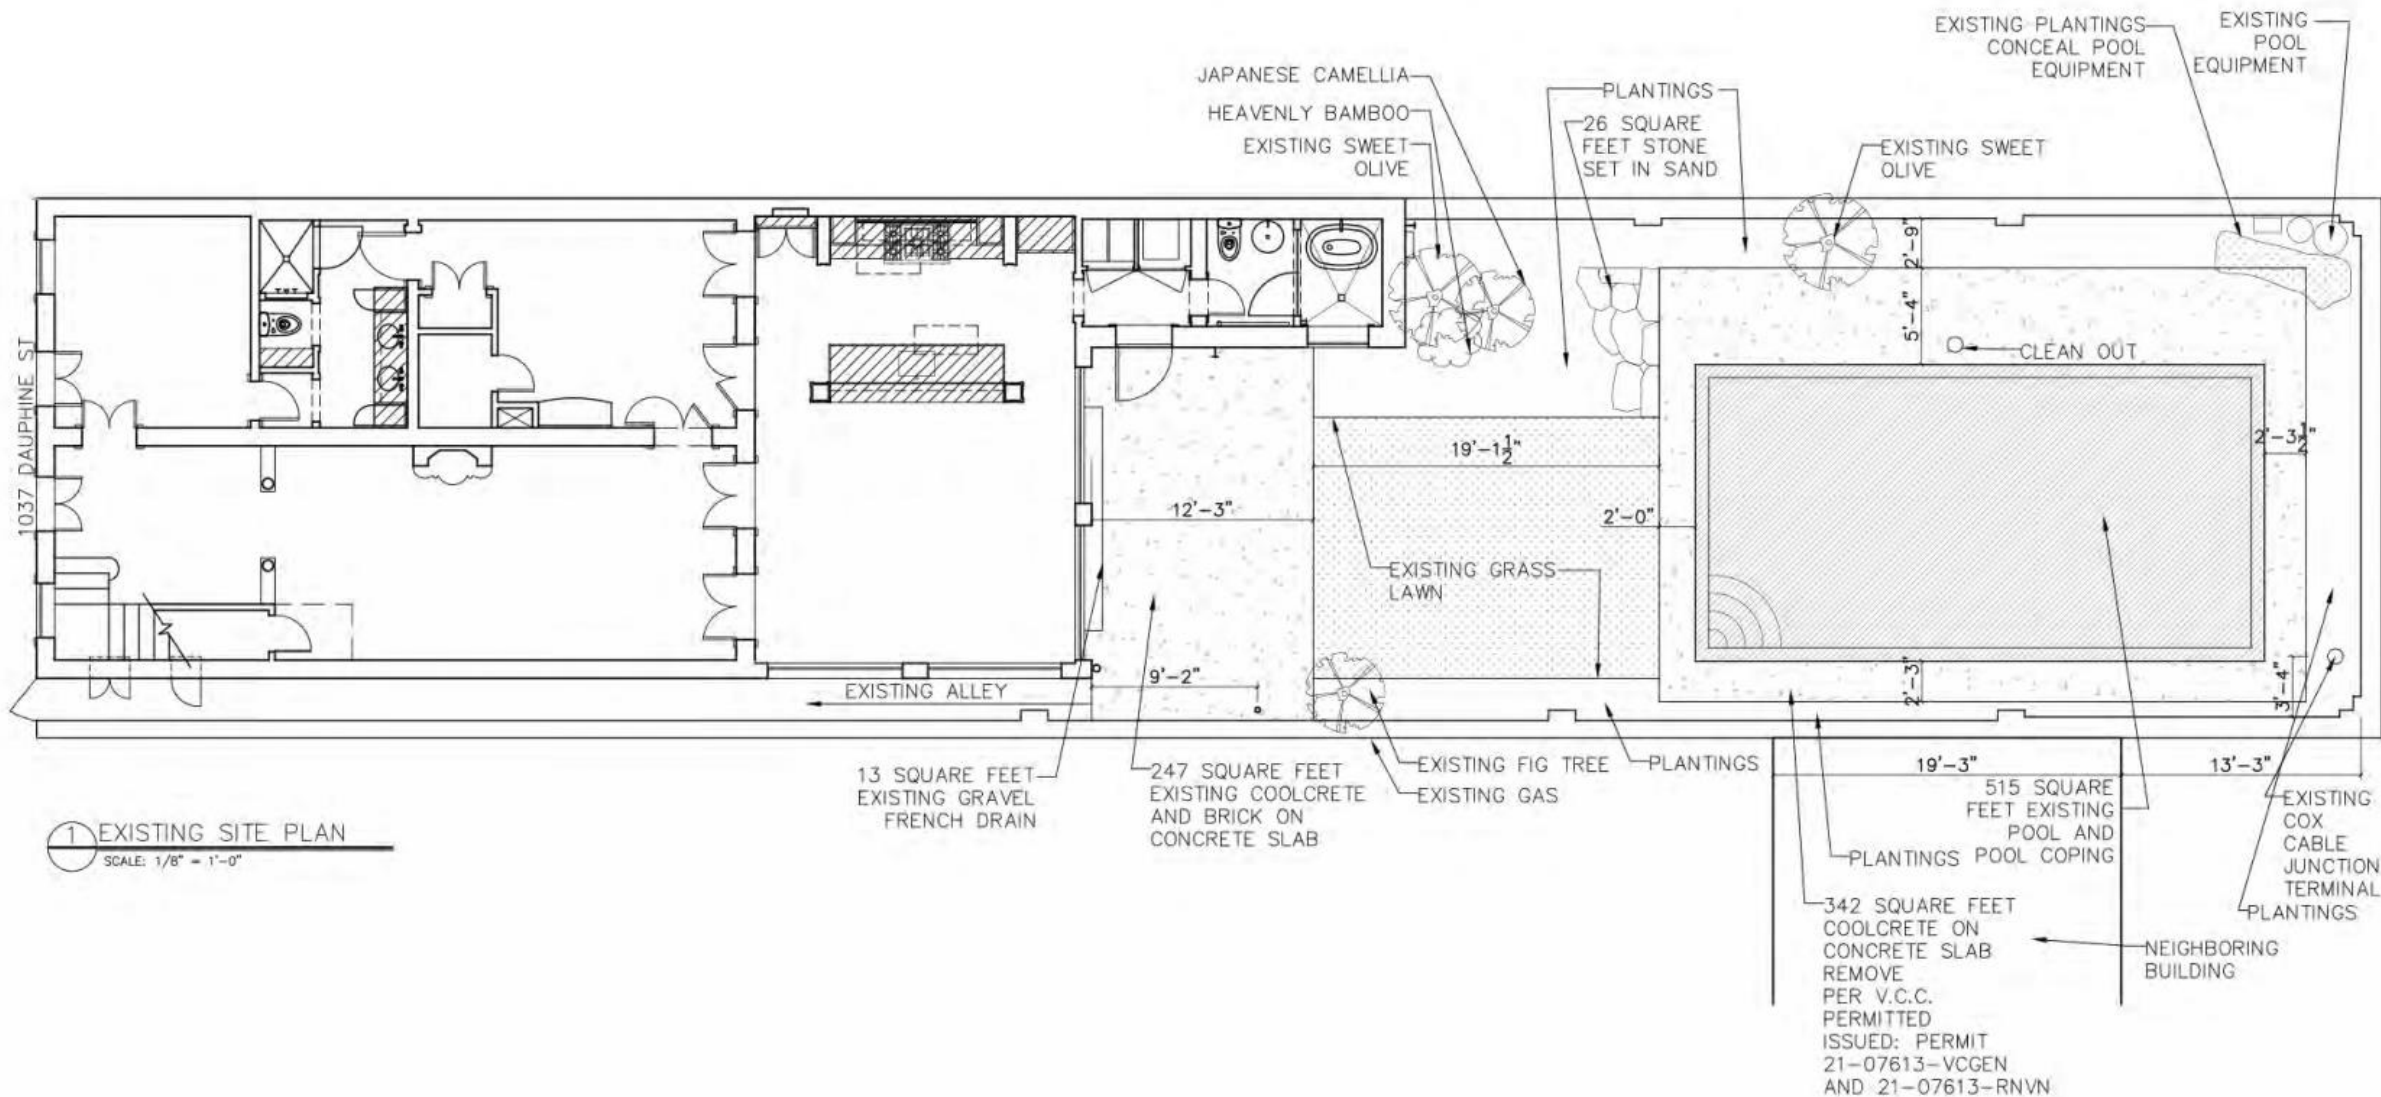 EXISTING PLANTINGS
CONCEAL POOL
EQUIPMENT
EXISTING
POOL
EQUIPMENT
JAPANESE CAMELLIA
HEAVENLY BAMBOO
EXISTING SWEET
OLIVE
PLANTINGS
26 SQUARE
FEET STONE
SET IN SAND
EXISTING SWEET
OLIVE
2'-9"
5'-4"
CLEAN OUT
1037 DAUPHINE ST
2'-3 1/2"
19'-1 1/2"
12'-3"
2'-0"
EXISTING GRASS
LAWN
9'-2"
2'-3"
3'-4"
EXISTING ALLEY
13 SQUARE FEET
EXISTING GRAVEL
FRENCH DRAIN
247 SQUARE FEET
EXISTING COOLCRETE
AND BRICK ON
CONCRETE SLAB
EXISTING FIG TREE
EXISTING GAS
PLANTINGS
19'-3"
13'-3"
515 SQUARE
FEET EXISTING
POOL AND
POOL COPING
PLANTINGS
EXISTING
COX
CABLE
JUNCTION
TERMINAL
PLANTINGS
342 SQUARE FEET
COOLCRETE ON
CONCRETE SLAB
REMOVE
PER V.C.C.
PERMITTED
ISSUED: PERMIT
21-07613-VCGEN
AND 21-07613-RNVN
NEIGHBORING
BUILDING
1 EXISTING SITE PLAN
SCALE: 1/8" = 1'-0"